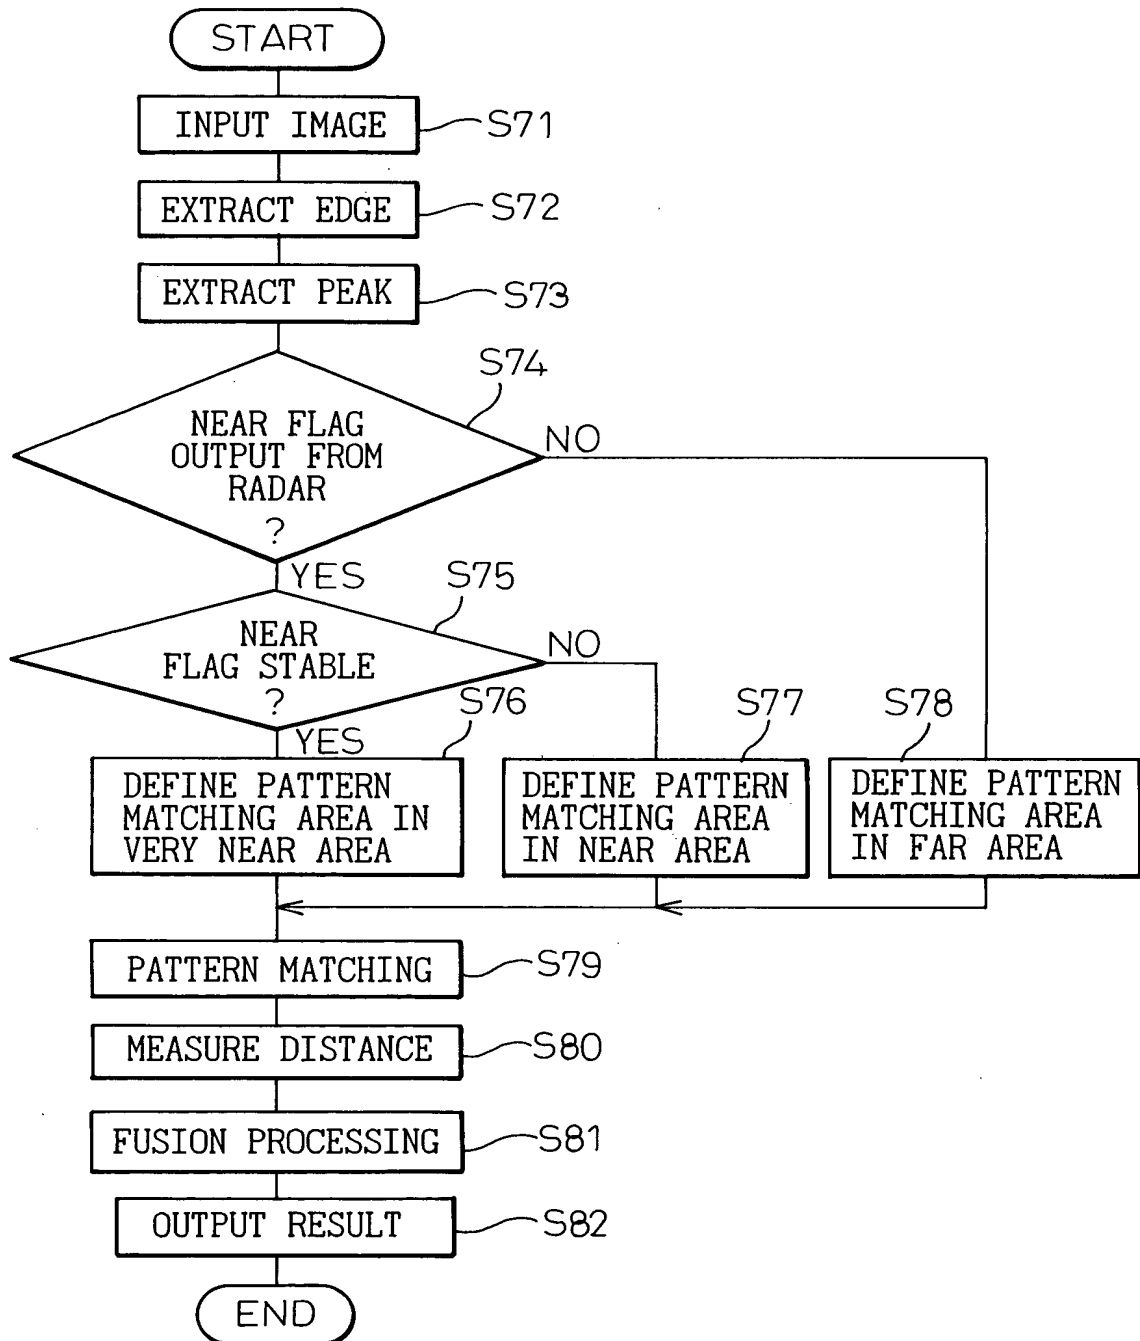 START
INPUT IMAGE
S71
EXTRACT EDGE
S72
EXTRACT PEAK
S73
S74
NEAR FLAG
OUTPUT FROM
RADAR
?
NO
YES
S75
NEAR
FLAG STABLE
?
NO
YES
S76
DEFINE PATTERN
MATCHING AREA IN
VERY NEAR AREA
S77
DEFINE PATTERN
MATCHING AREA
IN NEAR AREA
S78
DEFINE PATTERN
MATCHING AREA
IN FAR AREA
PATTERN MATCHING
S79
MEASURE DISTANCE
S80
FUSION PROCESSING
S81
OUTPUT RESULT
S82
END